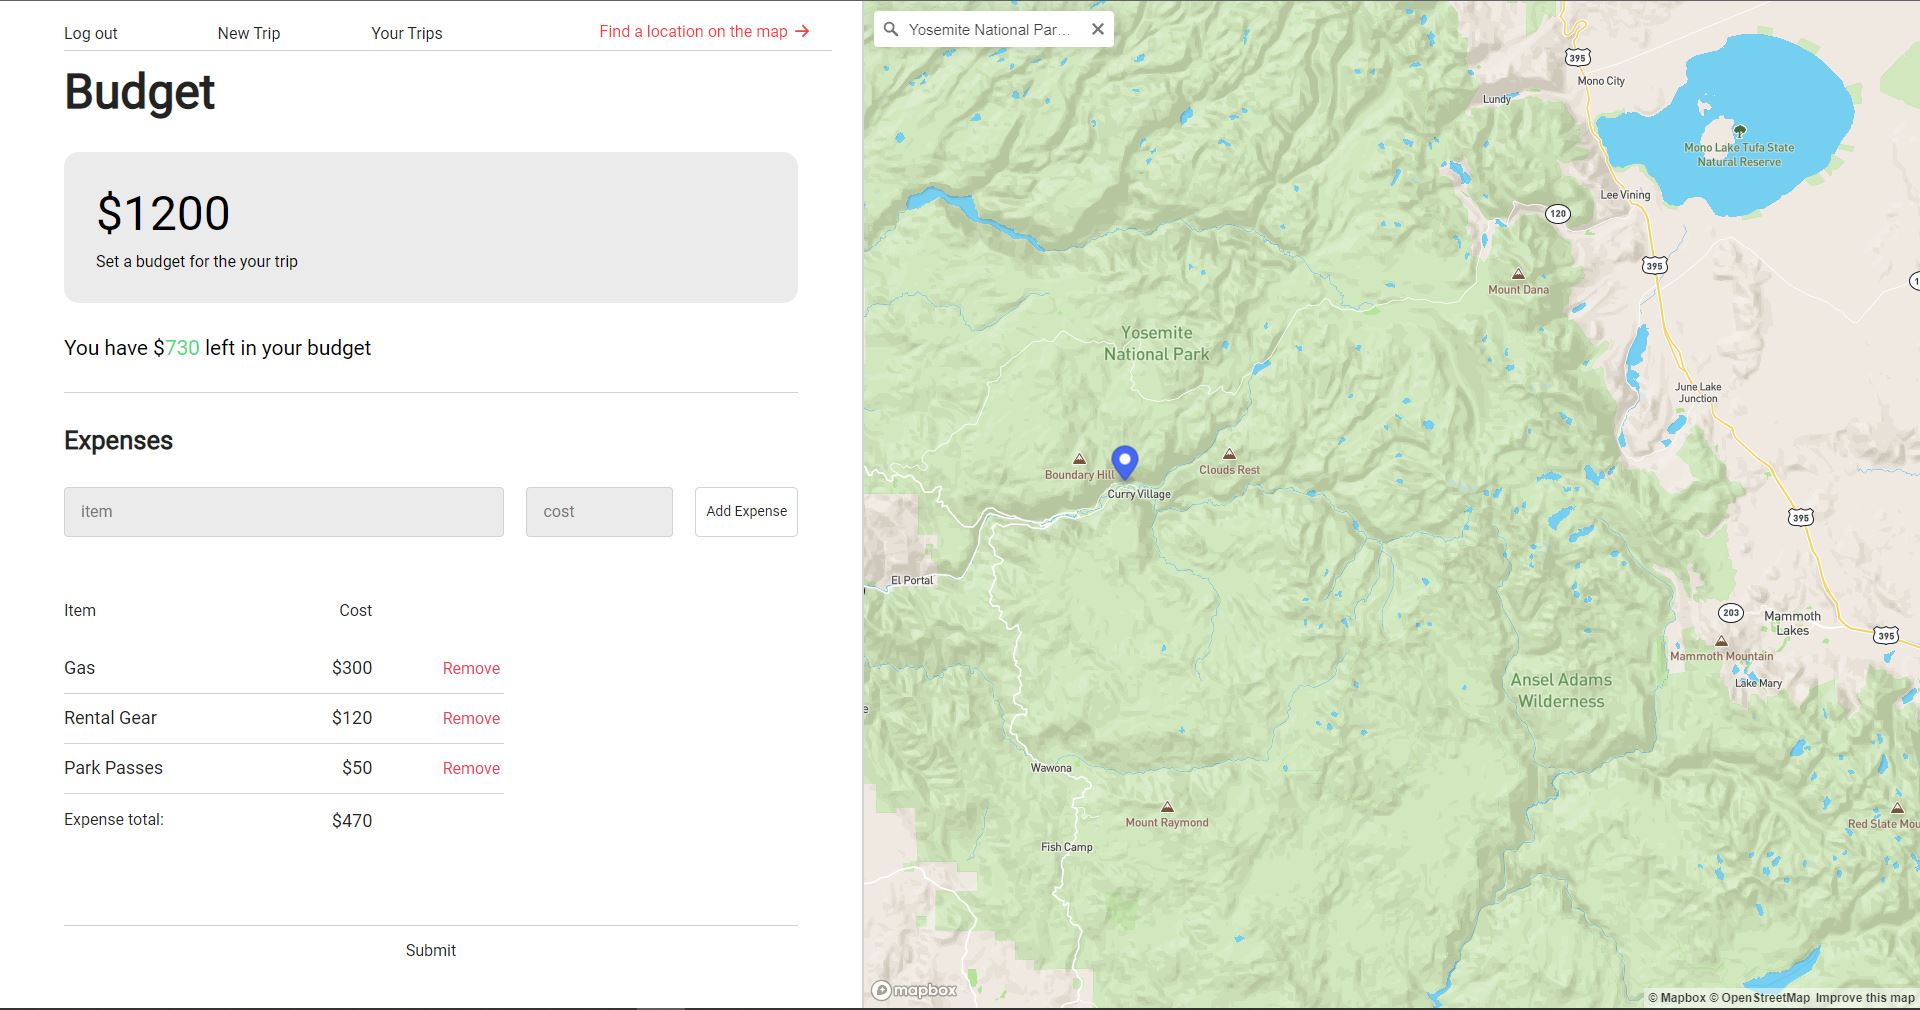 Log out
New Trip
Your Trips
Find a location on the map →
Budget
$1200
Set a budget for the your trip
You have $730 left in your budget
Expenses
item
cost
Add Expense
Item Cost
Gas $300 Remove
Rental Gear $120 Remove
Park Passes $50 Remove
Expense total: $470
Submit
Yosemite National Par...
395
Mono City
Lundy
Mono Lake Tufa State
Natural Reserve
Lee Vining
120
395
Mount Dana
Yosemite
National Park
June Lake
Junction
Boundary Hill
Clouds Rest
Curry Village
395
El Portal
203
Mammoth
Lakes
395
Mammoth Mountain
Lake Mary
Ansel Adams
Wilderness
Wawona
Mount Raymond
Red Slate Mou
Fish Camp
mapbox
© Mapbox © OpenStreetMap Improve this map